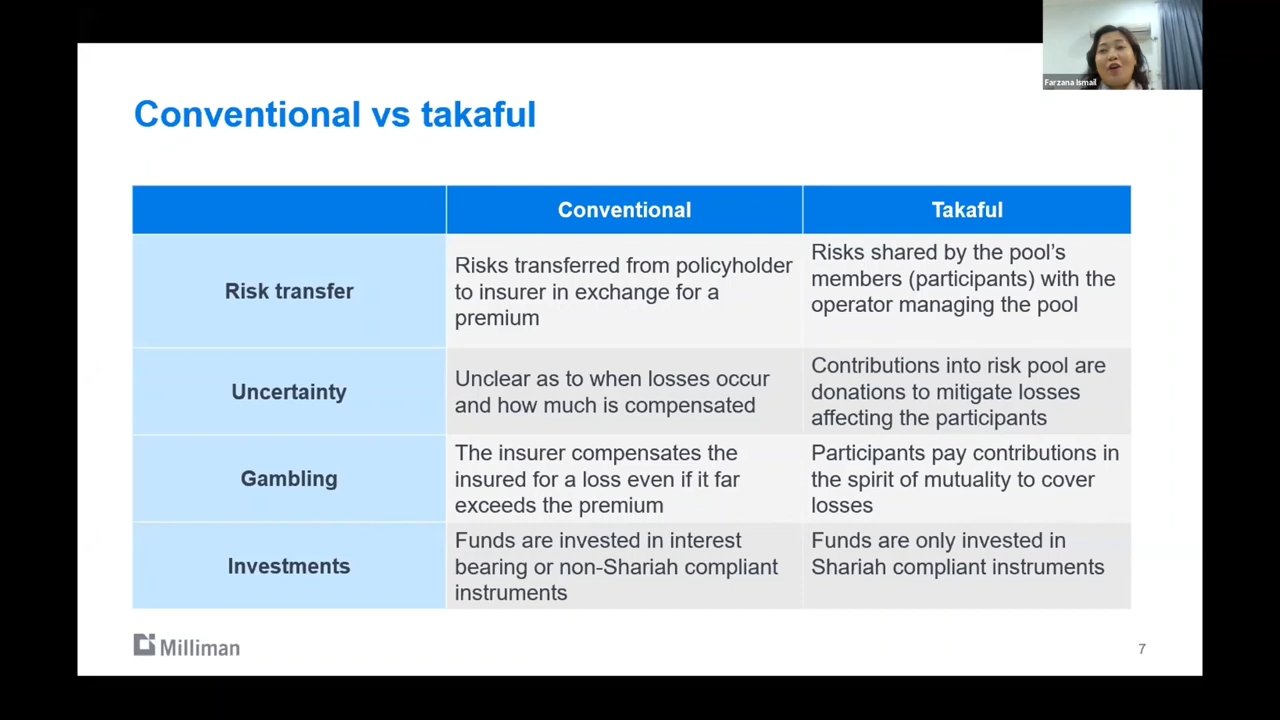 Farzana Ismail
Conventional vs takaful
Conventional
Takaful
Risk transfer
Risks transferred from policyholder
to insurer in exchange for a
premium
Risks shared by the pool's
members (participants) with the
operator managing the pool
Uncertainty
Unclear as to when losses occur
and how much is compensated
Contributions into risk pool are
donations to mitigate losses
affecting the participants
Gambling
The insurer compensates the
insured for a loss even if it far
exceeds the premium
Participants pay contributions in
the spirit of mutuality to cover
losses
Investments
Funds are invested in interest
bearing or non-Shariah compliant
instruments
Funds are only invested in
Shariah compliant instruments
Milliman
7